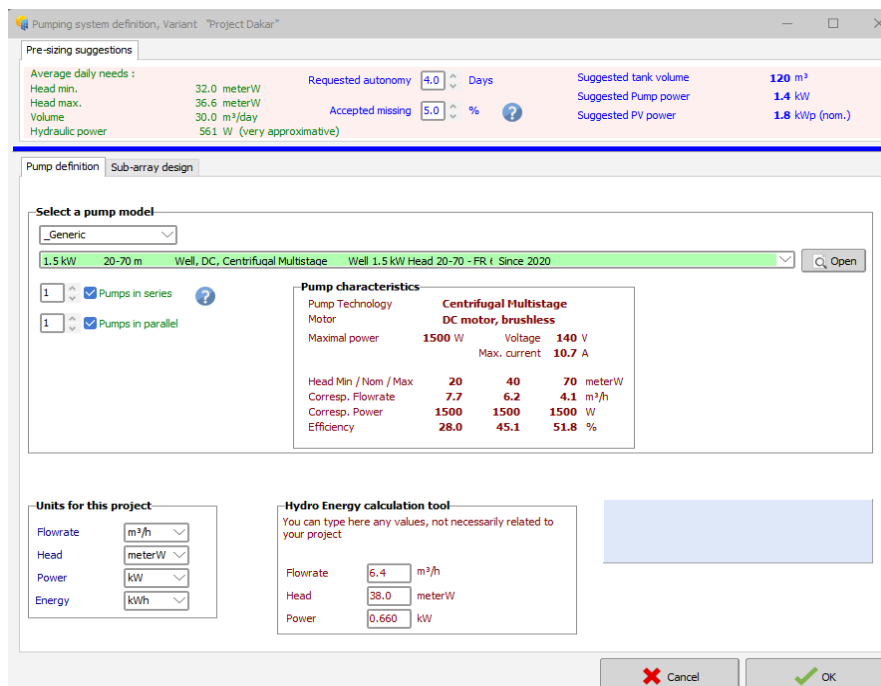 Pumping system definition, Variant "Project Dakar"
Pre-sizing suggestions
Average daily needs :
Head min. 32.0 meterW
Head max. 36.6 meterW
Volume 30.0 m³/day
Hydraulic power 561 W (very approximative)
Requested autonomy 4.0 Days
Accepted missing 5.0 %
Suggested tank volume 120 m³
Suggested Pump power 1.4 kW
Suggested PV power 1.8 kWp (nom.)
Pump definition Sub-array design
Select a pump model
_Generic
1.5 kW 20-70 m Well, DC, Centrifugal Multistage Well 1.5 kW Head 20-70 - FR Since 2020
Open
1 Pumps in series
1 Pumps in parallel
Pump characteristics
Pump Technology Centrifugal Multistage
Motor DC motor, brushless
Maximal power 1500 W Voltage 140 V
Max. current 10.7 A
Head Min / Nom / Max 20 40 70 meterW
Corresp. Flowrate 7.7 6.2 4.1 m³/h
Corresp. Power 1500 1500 1500 W
Efficiency 28.0 45.1 51.8 %
Units for this project
Flowrate m³/h
Head meterW
Power kW
Energy kWh
Hydro Energy calculation tool
You can type here any values, not necessarily related to
your project
Flowrate 6.4 m³/h
Head 38.0 meterW
Power 0.660 kW
Cancel
OK